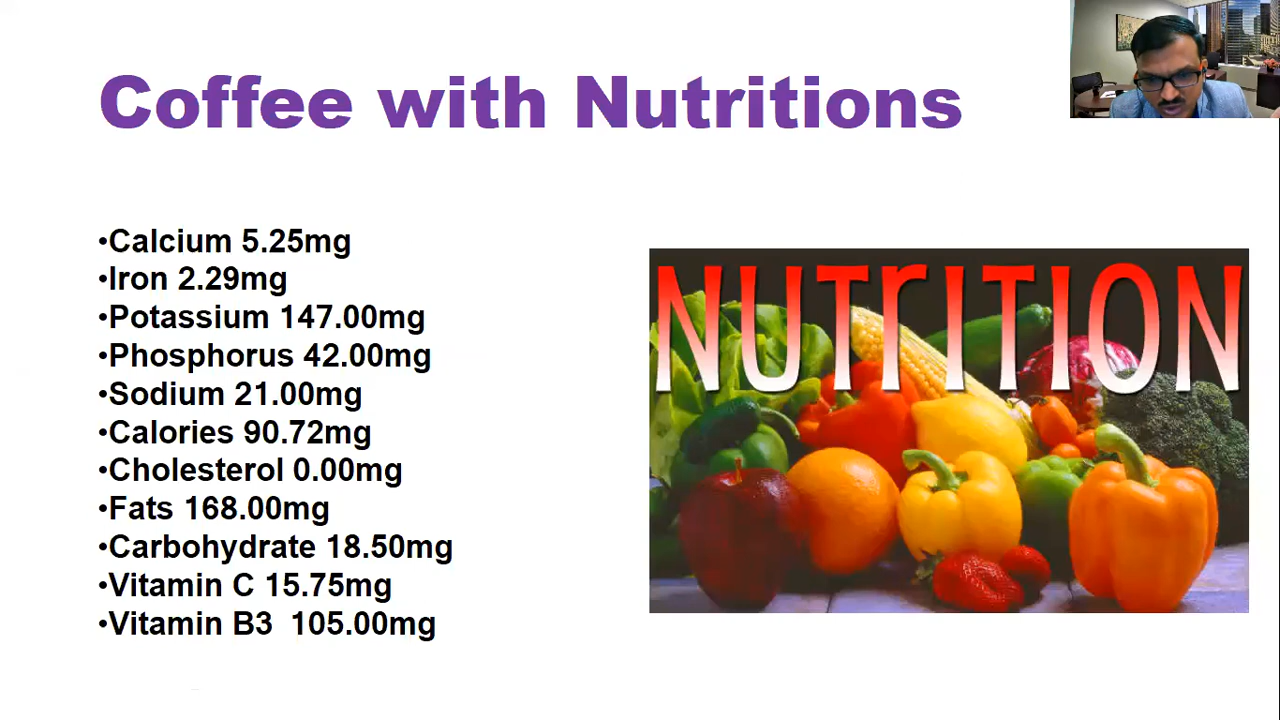 Coffee with Nutritions
•Calcium 5.25mg
•Iron 2.29mg
•Potassium 147.00mg
•Phosphorus 42.00mg
•Sodium 21.00mg
•Calories 90.72mg
•Cholesterol 0.00mg
•Fats 168.00mg
•Carbohydrate 18.50mg
•Vitamin C 15.75mg
•Vitamin B3  105.00mg
NUTRITION